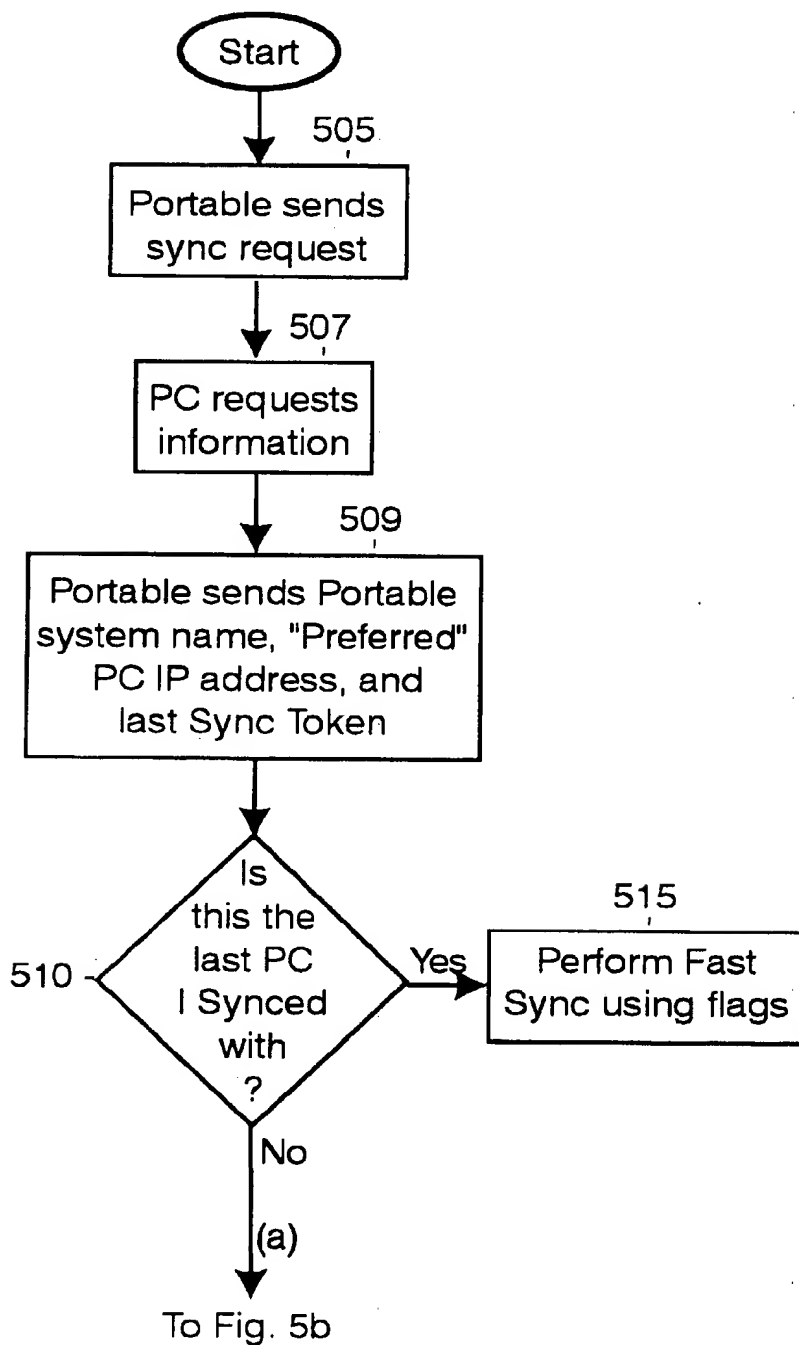 Start
505
Portable sends
sync request
507
PC requests
information
509
Portable sends Portable
system name, "Preferred"
PC IP address, and
last Sync Token
510
Is
this the
last PC
I Synced
with
?
Yes
515
Perform Fast
Sync using flags
No
(a)
To Fig. 5b